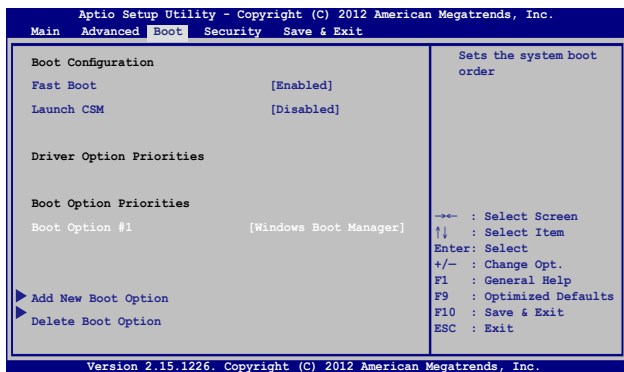 Aptio Setup Utility - Copyright (C) 2012 American Megatrends, Inc.
Main Advanced Boot Security Save & Exit
Boot Configuration
Fast Boot [Enabled]
Launch CSM [Disabled]
Driver Option Priorities
Boot Option Priorities
Boot Option #1 [Windows Boot Manager]
Add New Boot Option
Delete Boot Option
Sets the system boot
order
→← : Select Screen
↑↓ : Select Item
Enter: Select
+/— : Change Opt.
F1 : General Help
F9 : Optimized Defaults
F10 : Save & Exit
ESC : Exit
Version 2.15.1226. Copyright (C) 2012 American Megatrends, Inc.